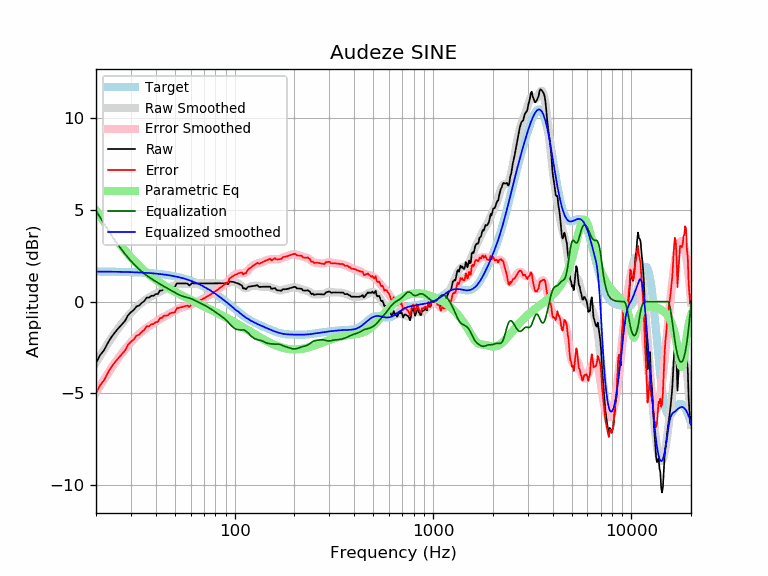 Audeze SINE
Target
Raw Smoothed
Error Smoothed
Raw
Error
Parametric Eq
Equalization
Equalized smoothed
Amplitude (dBr)
10
5
0
−5
−10
100
1000
10000
Frequency (Hz)